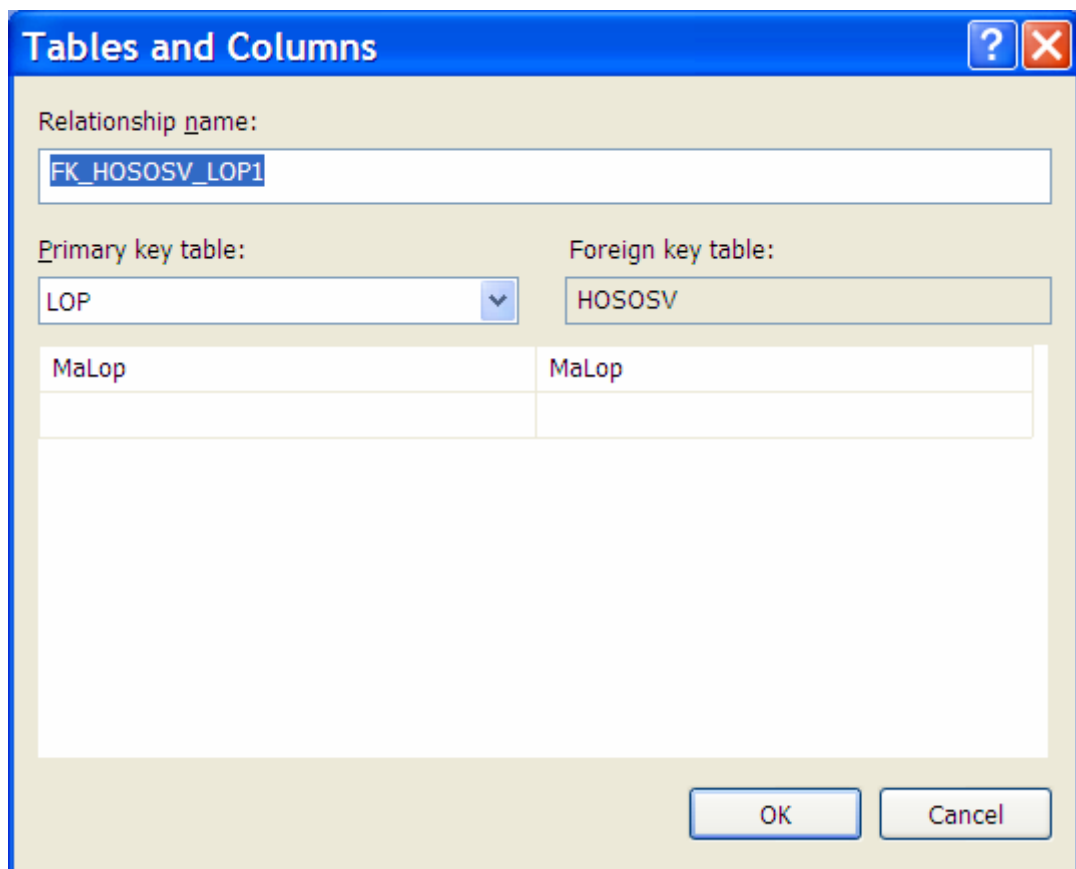 Tables and Columns
?
Relationship name:
FK_HOSOSV_LOP1
Primary key table:
Foreign key table:
LOP
HOSOSV
MaLop
MaLop
OK
Cancel